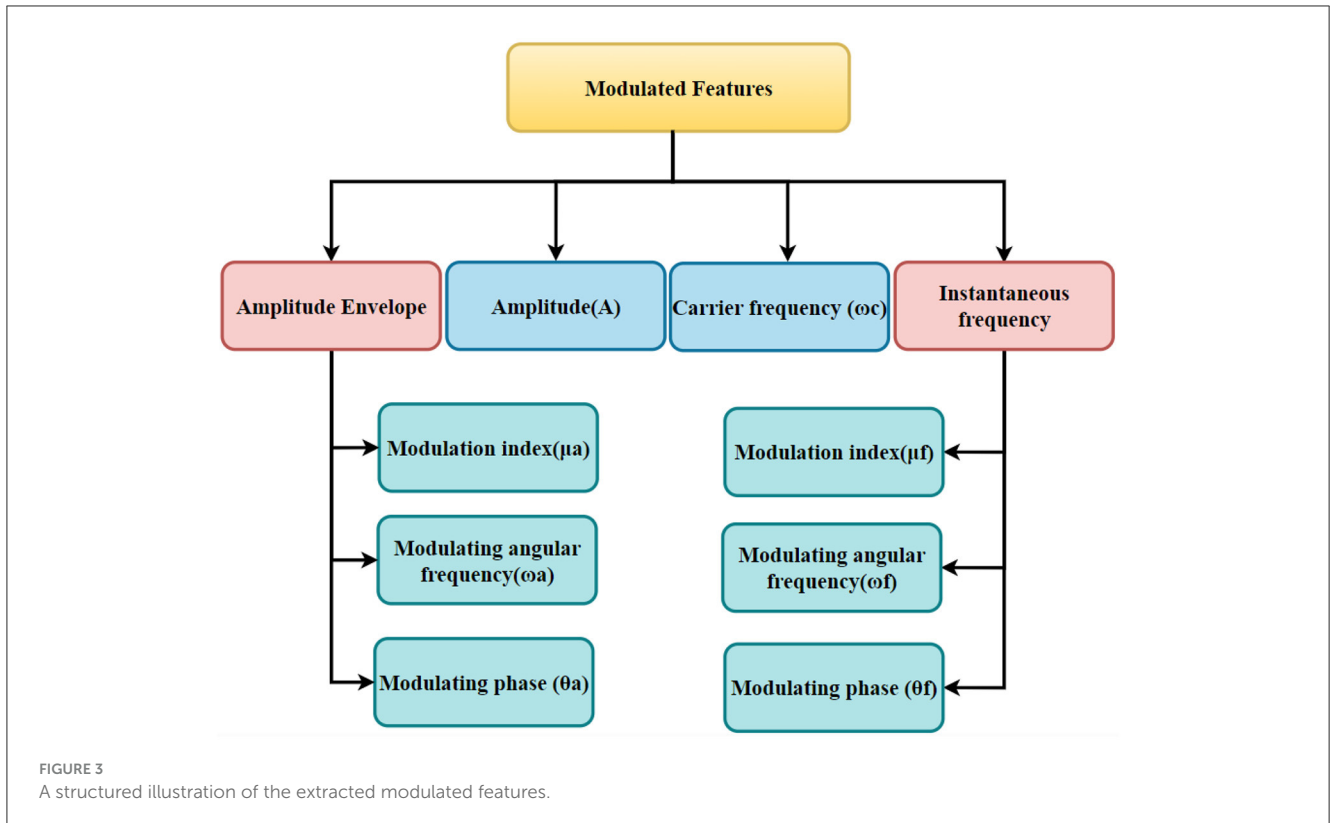 Modulated Features
Amplitude Envelope
Amplitude(A)
Carrier frequency (ωc)
Instantaneous
frequency
Modulation index(μa)
Modulating angular
frequency(ωa)
Modulating phase (θa)
Modulation index(μf)
Modulating angular
frequency(ωf)
Modulating phase (θf)
FIGURE 3
A structured illustration of the extracted modulated features.